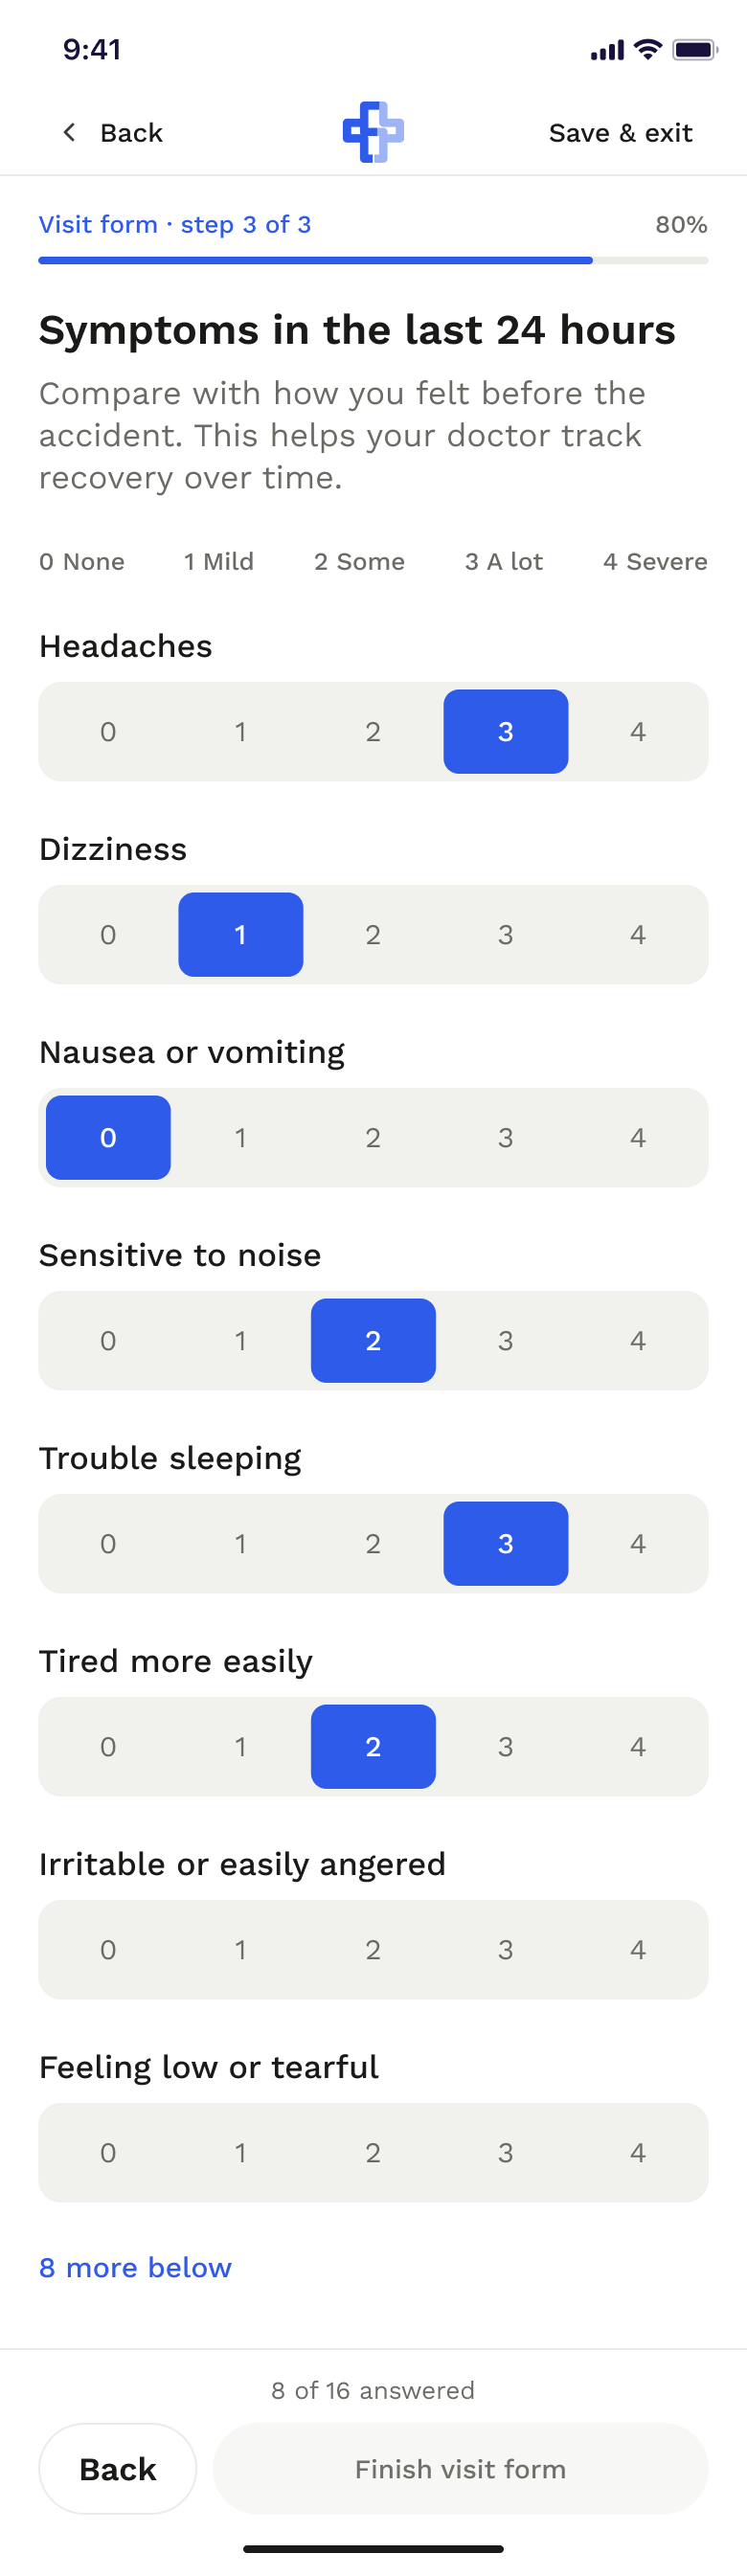 9:41
Back
Save & exit
Visit form · step 3 of 3
80%
Symptoms in the last 24 hours
Compare with how you felt before the
accident. This helps your doctor track
recovery over time.
0 None 1 Mild 2 Some 3 A lot 4 Severe
Headaches
0 1 2 3 4
Dizziness
0 1 2 3 4
Nausea or vomiting
0 1 2 3 4
Sensitive to noise
0 1 2 3 4
Trouble sleeping
0 1 2 3 4
Tired more easily
0 1 2 3 4
Irritable or easily angered
0 1 2 3 4
Feeling low or tearful
0 1 2 3 4
8 more below
8 of 16 answered
Back
Finish visit form